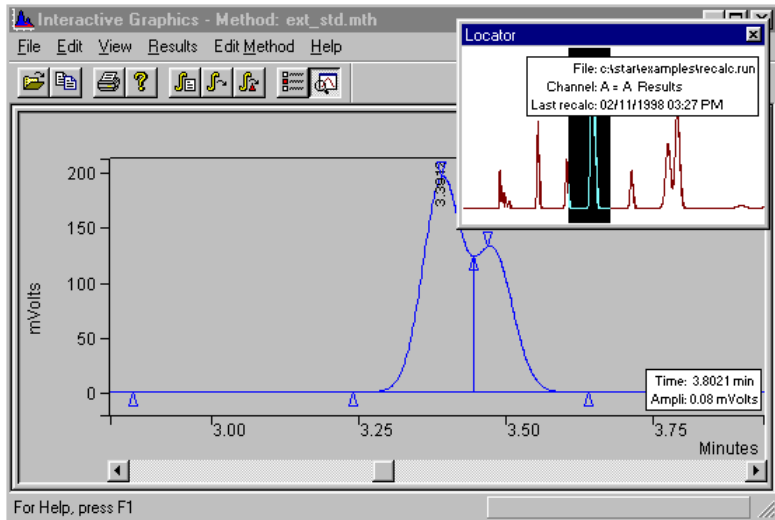 Interactive Graphics - Method: ext_std.mth
File Edit View Results Edit Method Help
Locator
File: c:\star\examples\recalc.run
Channel: A = A Results
Last recalc: 02/11/1998 03:27 PM
200
150
100
50
0
mVolts
Time: 3.8021 min
Ampli: 0.08 mVolts
3.00
3.25
3.50
3.75
Minutes
For Help, press F1